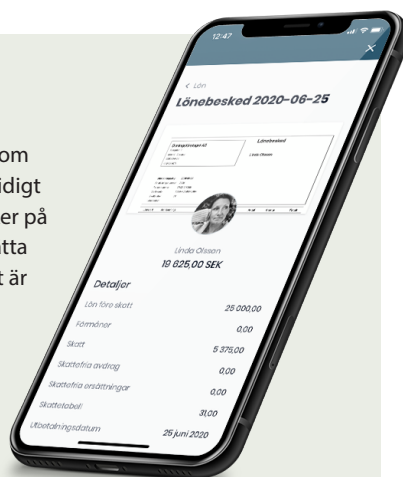 om
idigt
er på
atta
t är
12:47
< Lön
Lönebesked 2020-06-25
Lönebesked
Linda Olsson
Linda Olsson
19 625,00 SEK
Detaljer
Lön före skatt 25 000,00
Förmåner 0,00
Skatt 5 375,00
Skattefria avdrag 0,00
Skattefria ersättningar 0,00
Skattetabell 31,00
Utbetalningsdatum 25 juni 2020